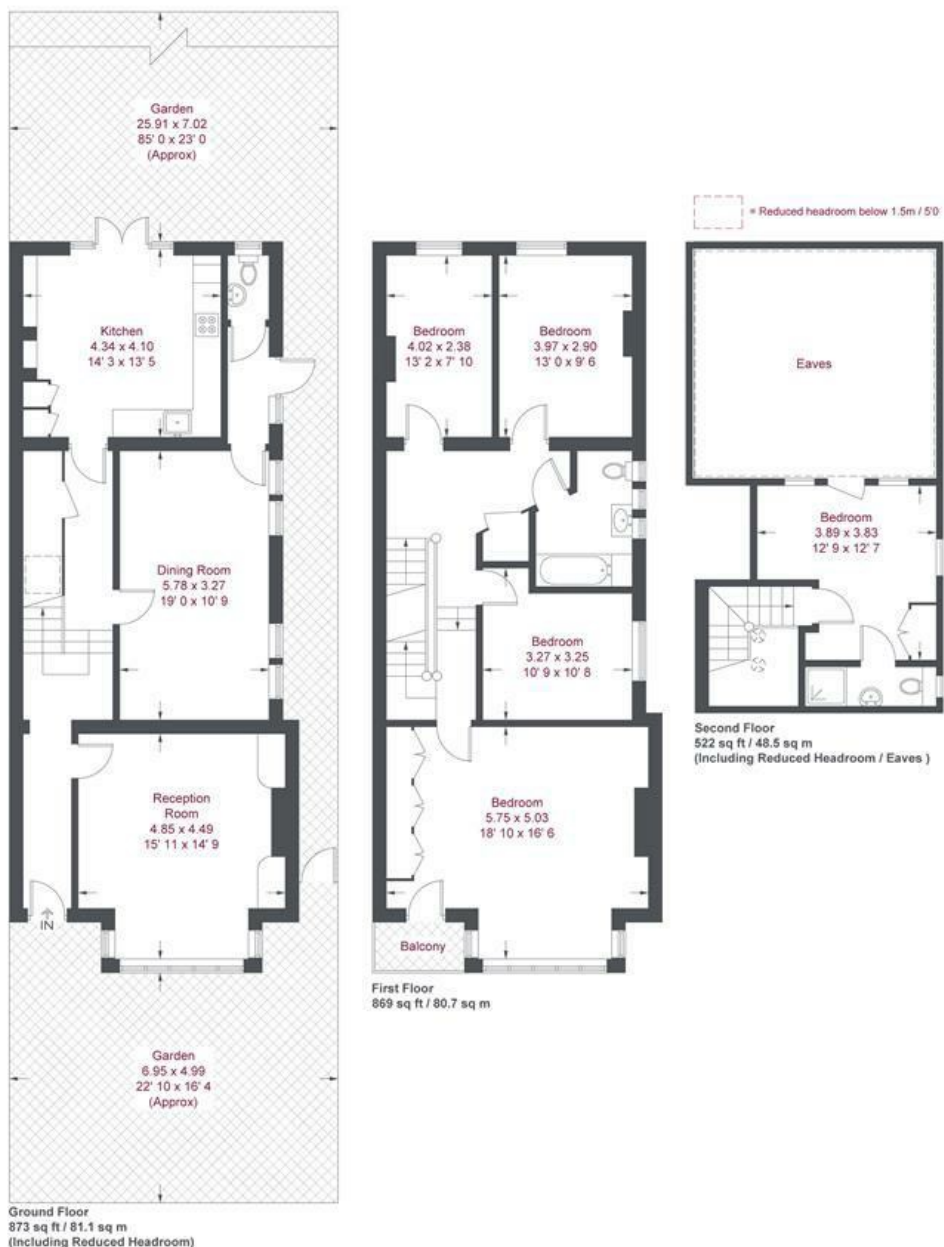 Garden
25.91 x 7.02
85' 0 x 23' 0
(Approx)
Kitchen
4.34 x 4.10
14' 3 x 13' 5
Dining Room
5.78 x 3.27
19' 0 x 10' 9
Reception
Room
4.85 x 4.49
15' 11 x 14' 9
IN
Garden
6.95 x 4.99
22' 10 x 16' 4
(Approx)
Ground Floor
873 sq ft / 81.1 sq m
(Including Reduced Headroom)
Bedroom
4.02 x 2.38
13' 2 x 7' 10
Bedroom
3.97 x 2.90
13' 0 x 9' 6
Bedroom
3.27 x 3.25
10' 9 x 10' 8
Bedroom
5.75 x 5.03
18' 10 x 16' 6
Balcony
First Floor
869 sq ft / 80.7 sq m
= Reduced headroom below 1.5m / 5'0
Eaves
Bedroom
3.89 x 3.83
12' 9 x 12' 7
Second Floor
522 sq ft / 48.5 sq m
(Including Reduced Headroom / Eaves )